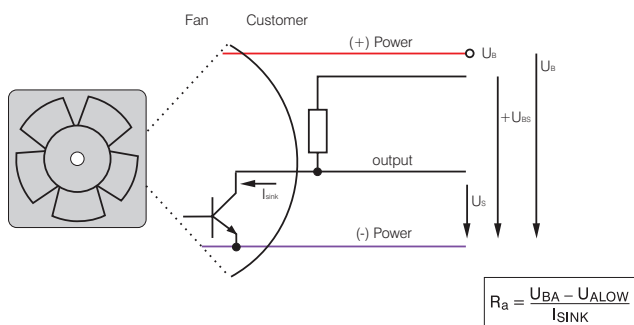 Fan Customer
(+) Power
UB
UB
+UBS
output
Isink
US
(-) Power
Ra = UBA – UALOW
ISINK